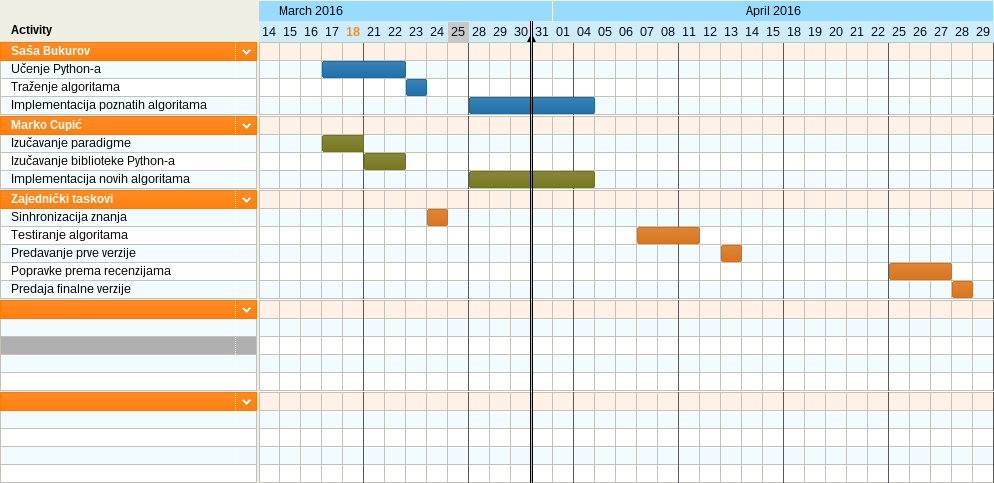 March 2016 April 2016
Activity 14 15 16 17 18 21 22 23 24 25 28 29 30 31 01 04 05 06 07 08 11 12 13 14 15 18 19 20 21 22 25 26 27 28 29
Saša Bukurov
Učenje Python-a
Traženje algoritama
Implementacija poznatih algoritama
Marko Cupić
Izučavanje paradigme
Izučavanje biblioteke Python-a
Implementacija novih algoritama
Zajednički taskovi
Sinhronizacija znanja
Testiranje algoritama
Predavanje prve verzije
Popravke prema recenzijama
Predaja finalne verzije